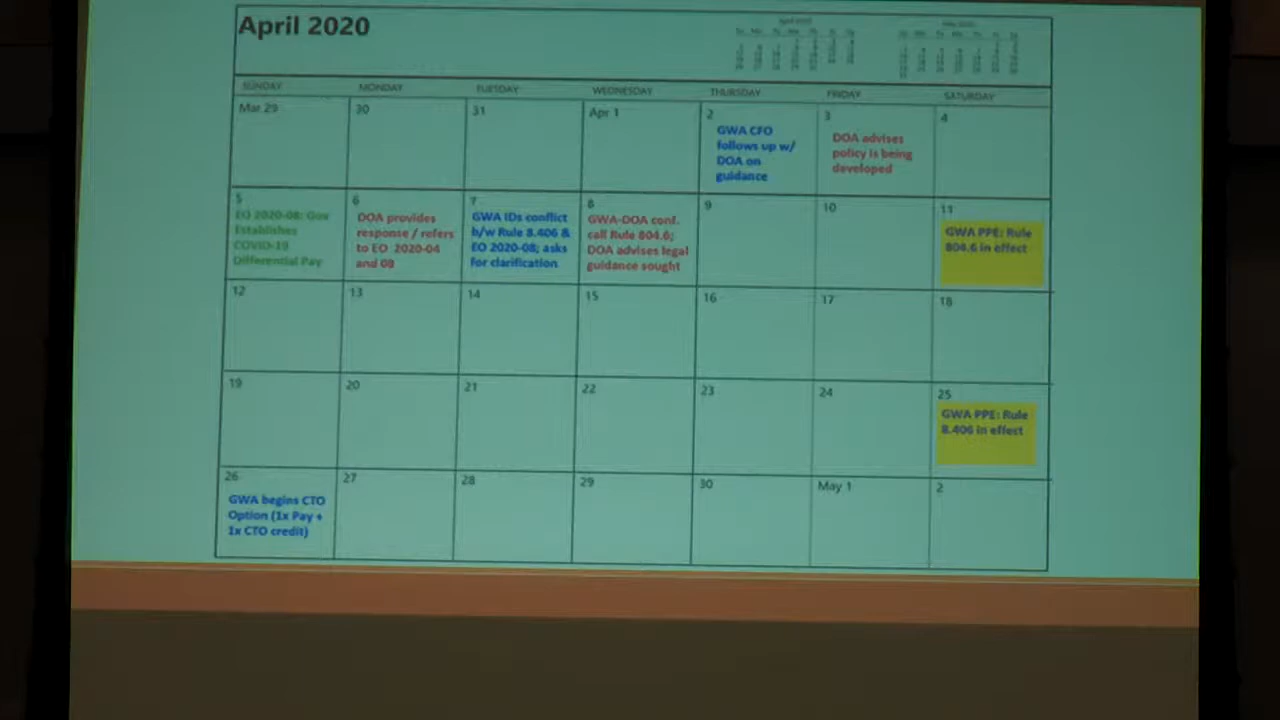 April 2020
SUNDAY MONDAY TUESDAY WEDNESDAY THURSDAY FRIDAY SATURDAY
Mar 29
30
31
Apr 1
2
GWA CFO
follows up w/
DOA on
guidance
3
DOA advises
policy is being
developed
4
5
EO 2020-08: Gov
Establishes
COVID-19
Differential Pay
6
DOA provides
response / refers
to EO 2020-04
and 08
7
GWA IDs conflict
b/w Rule 8.406 &
EO 2020-08; asks
for clarification
8
GWA-DOA conf.
call Rule 804.6;
DOA advises legal
guidance sought
9
10
11
GWA PPE: Rule
804.6 in effect
12
13
14
15
16
17
18
19
20
21
22
23
24
25
GWA PPE: Rule
8.406 in effect
26
GWA begins CTO
Option (1x Pay +
1x CTO credit)
27
28
29
30
May 1
2